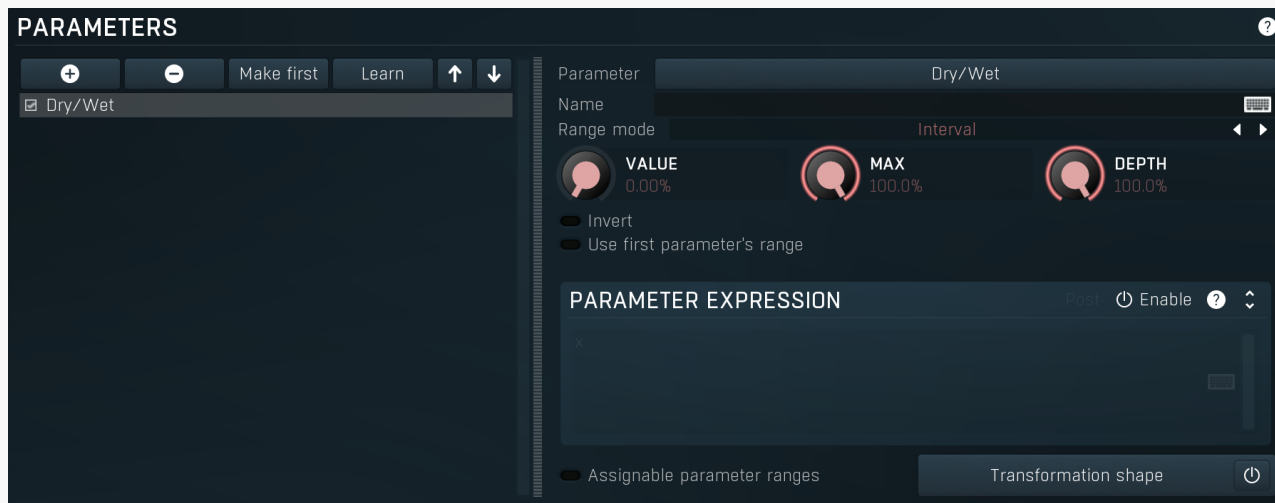 PARAMETERS
?
Make first Learn
Dry/Wet
Parameter Dry/Wet
Name
Range mode Interval
VALUE MAX DEPTH
0.00% 100.0% 100.0%
Invert
Use first parameter's range
PARAMETER EXPRESSION Post Enable ?
x
Assignable parameter ranges Transformation shape